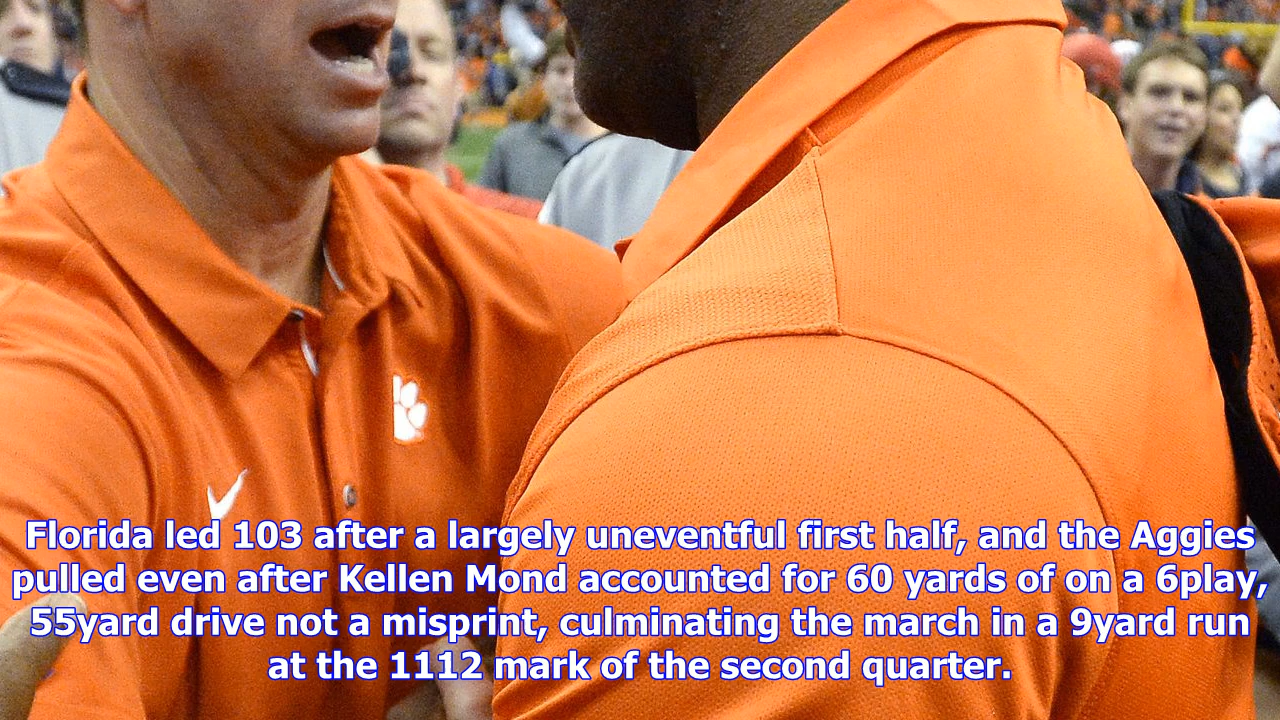 Florida led 103 after a largely uneventful first half, and the Aggies
pulled even after Kellen Mond accounted for 60 yards of on a 6play,
55yard drive not a misprint, culminating the march in a 9yard run
at the 1112 mark of the second quarter.